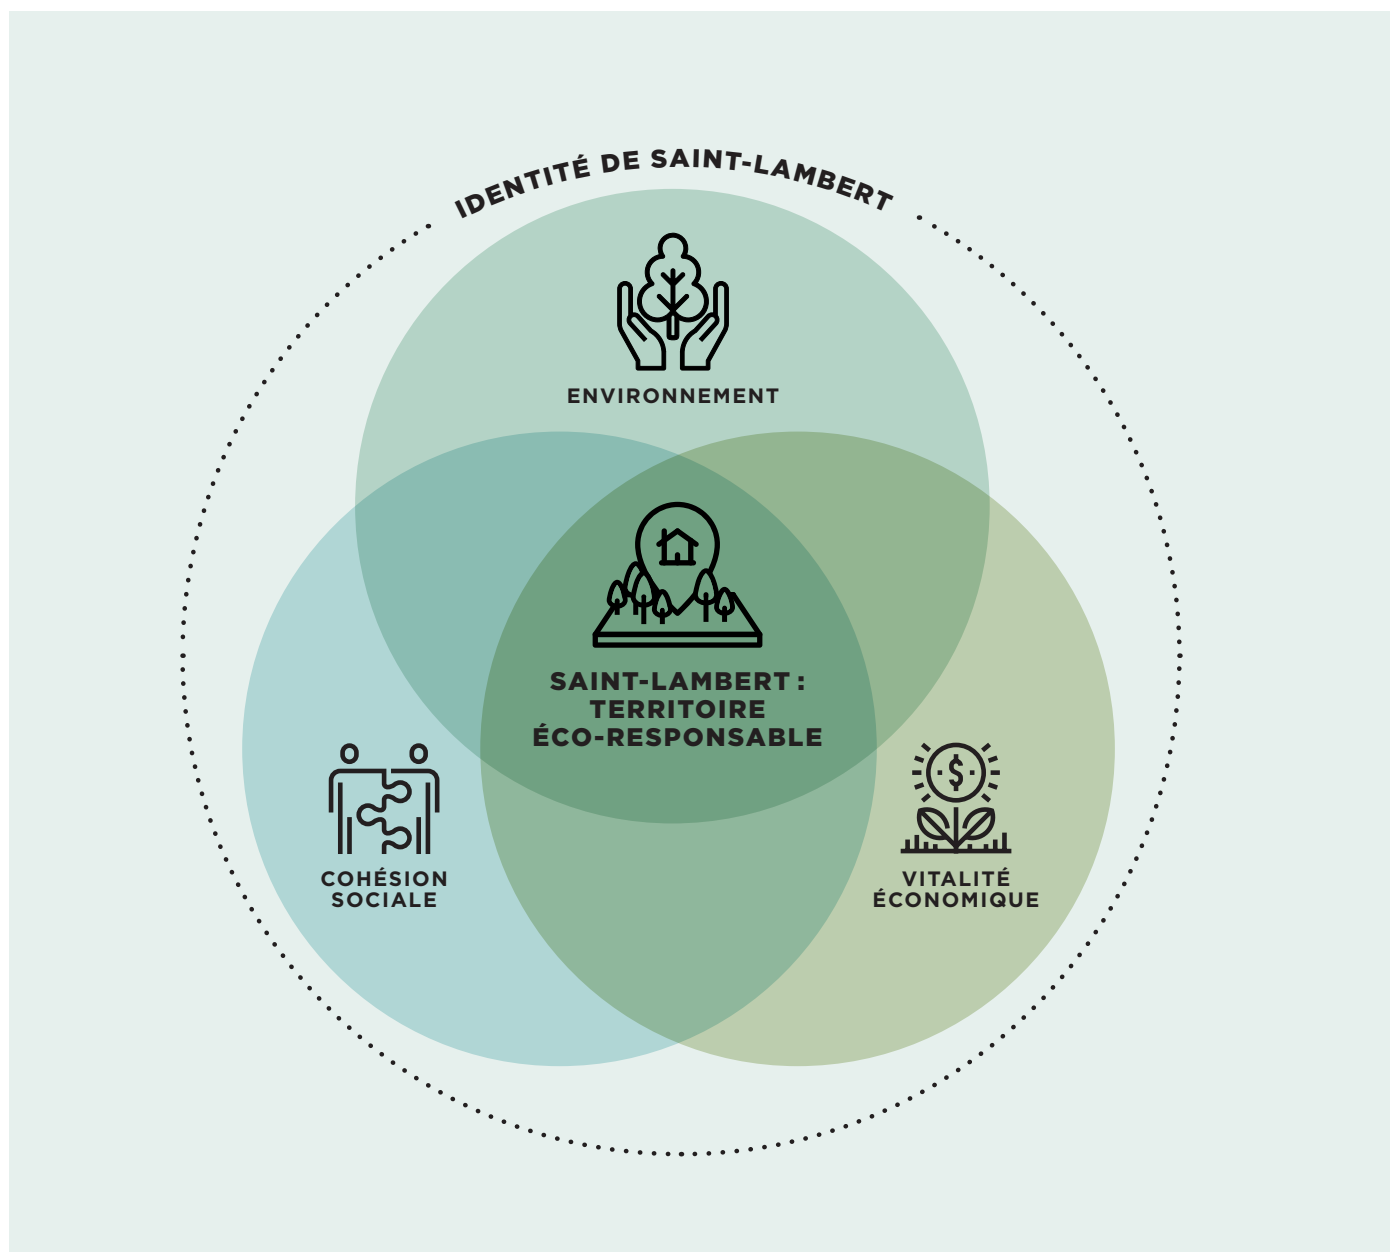 IDENTITÉ DE SAINT-LAMBERT
ENVIRONNEMENT
SAINT-LAMBERT :
TERRITOIRE
ÉCO-RESPONSABLE
COHÉSION
SOCIALE
$
VITALITÉ
ÉCONOMIQUE